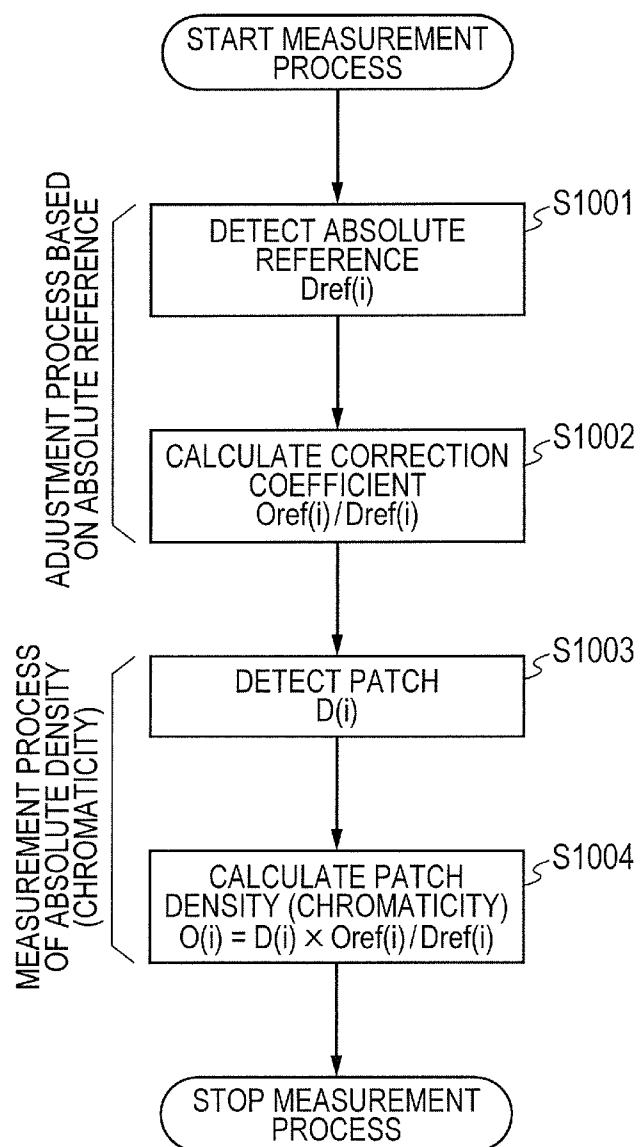 START MEASUREMENT
PROCESS
ADJUSTMENT PROCESS BASED
ON ABSOLUTE REFERENCE
S1001
DETECT ABSOLUTE
REFERENCE
Dref(i)
S1002
CALCULATE CORRECTION
COEFFICIENT
Oref(i)/Dref(i)
MEASUREMENT PROCESS
OF ABSOLUTE DENSITY
(CHROMATICITY)
S1003
DETECT PATCH
D(i)
S1004
CALCULATE PATCH
DENSITY (CHROMATICITY)
O(i) = D(i) × Oref(i)/Dref(i)
STOP MEASUREMENT
PROCESS